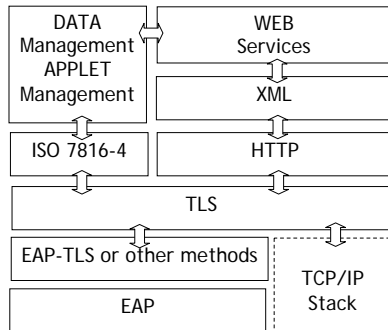 DATA
Management
APPLET
Management
WEB
Services
XML
ISO 7816-4
HTTP
TLS
EAP-TLS or other methods
EAP
TCP/IP
Stack